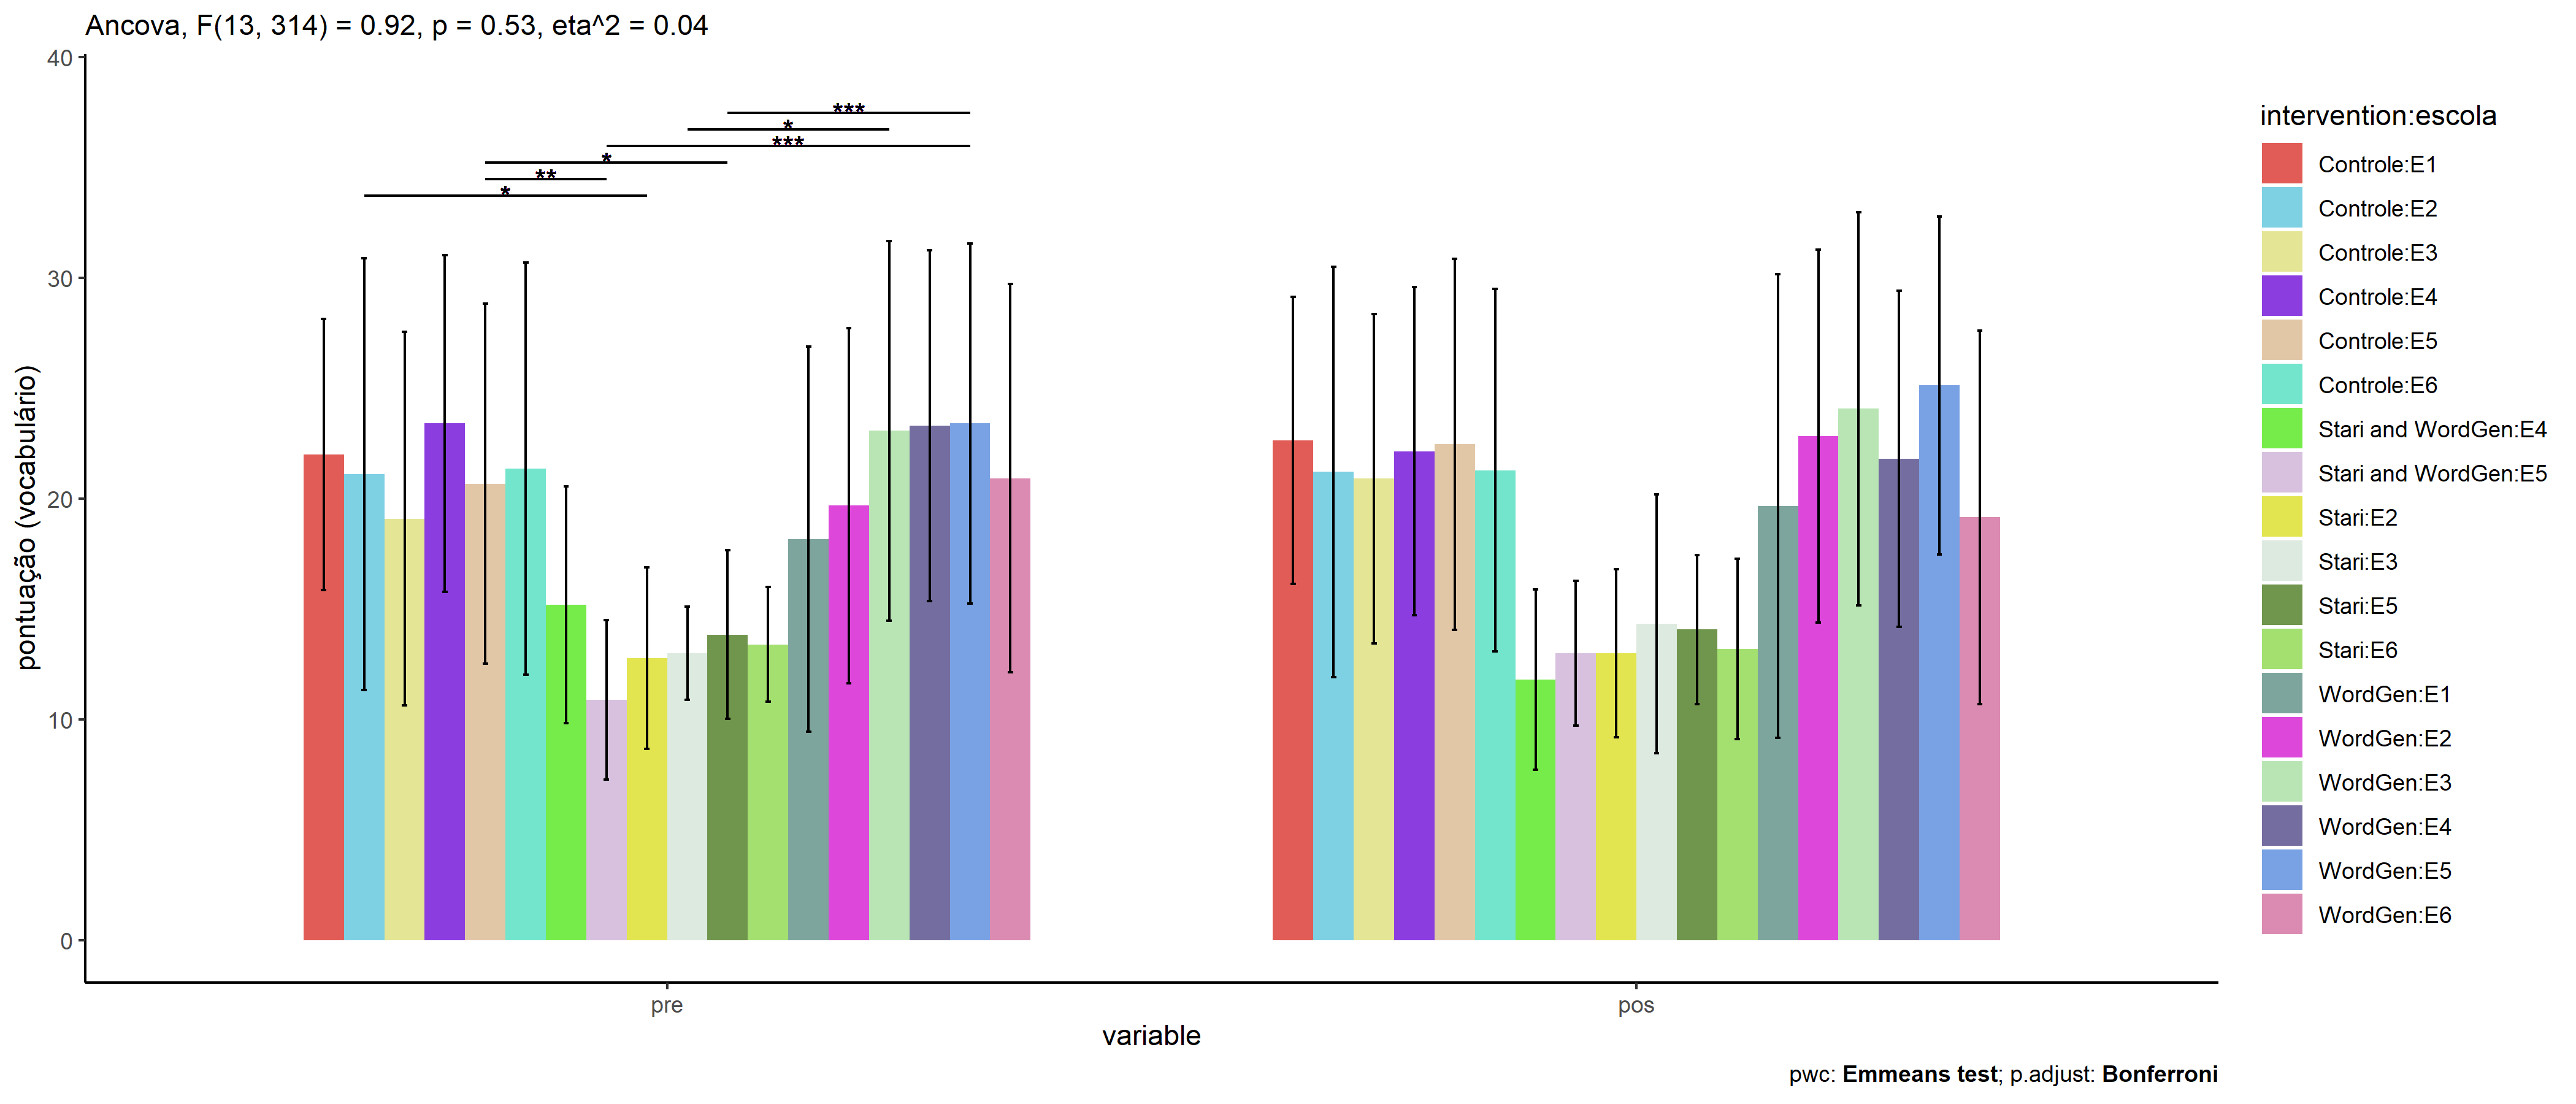 Ancova, F(13, 314) = 0.92, p = 0.53, eta^2 = 0.04
40
30
20
10
0
pontuação (vocabulário)
***
*
***
*
**
*
pre
pos
variable
pwc: Emmeans test; p.adjust: Bonferroni
intervention:escola
Controle:E1
Controle:E2
Controle:E3
Controle:E4
Controle:E5
Controle:E6
Stari and WordGen:E4
Stari and WordGen:E5
Stari:E2
Stari:E3
Stari:E5
Stari:E6
WordGen:E1
WordGen:E2
WordGen:E3
WordGen:E4
WordGen:E5
WordGen:E6